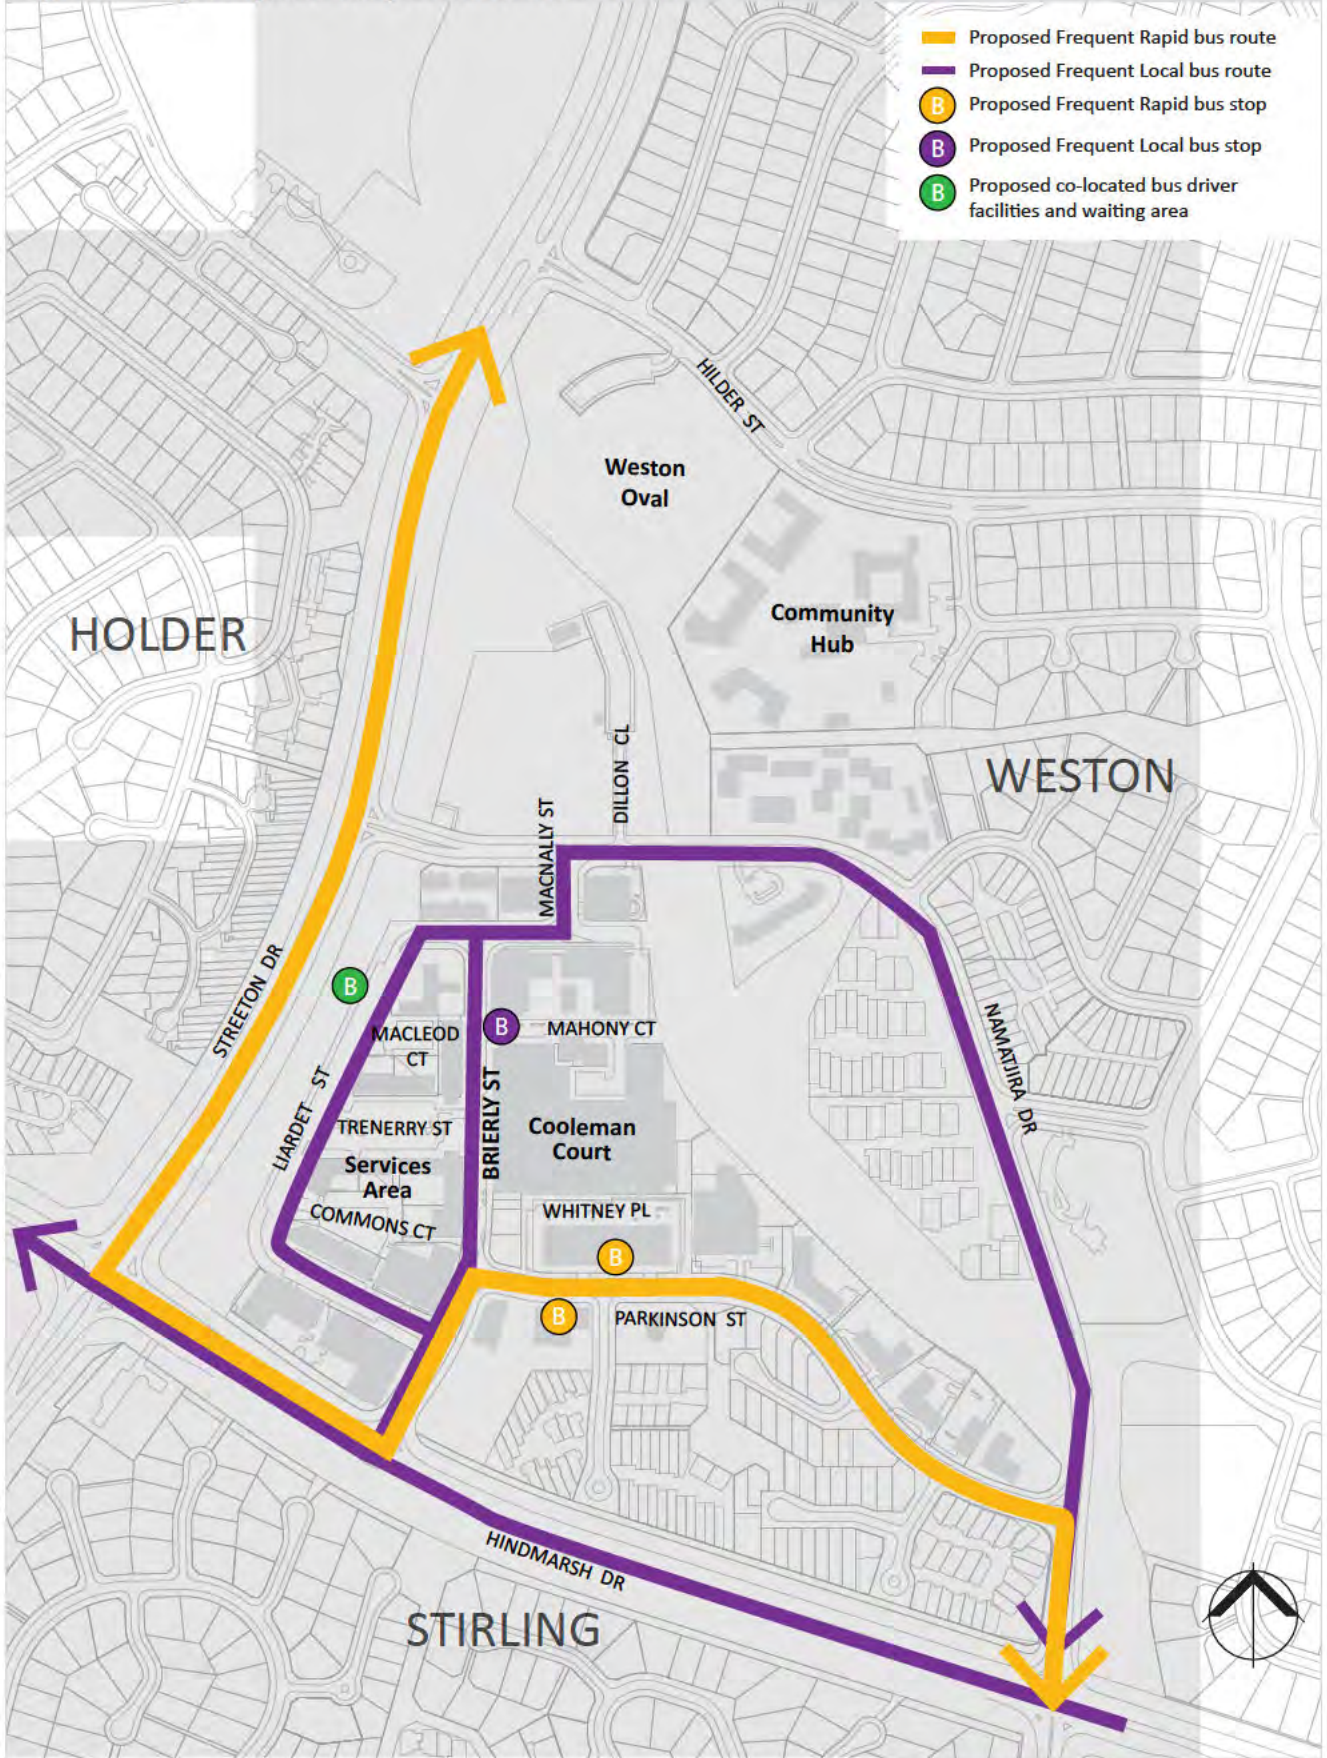 Proposed Frequent Rapid bus route
Proposed Frequent Local bus route
B Proposed Frequent Rapid bus stop
B Proposed Frequent Local bus stop
B Proposed co-located bus driver
facilities and waiting area
HILDER ST
Weston
Oval
Community
Hub
HOLDER
WESTON
DILLON CL
MACNALLY ST
STREETON DR
B
B
MAHONY CT
MACLEOD
CT
NAMATJIRA DR
LIARDET ST
BRIERLY ST
TRENERRY ST
Cooleman
Court
Services
Area
COMMONS CT
WHITNEY PL
B
B
PARKINSON ST
HINDMARSH DR
STIRLING